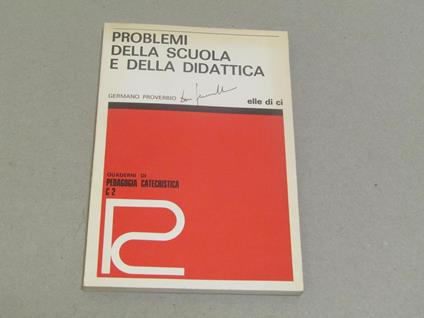 PROBLEMI
DELLA SCUOLA
E DELLA DIDATTICA
GERMANO PROVERBIO
elle di ci
QUADERNI DI
PEDAGOGIA CATECHISTICA
C 2